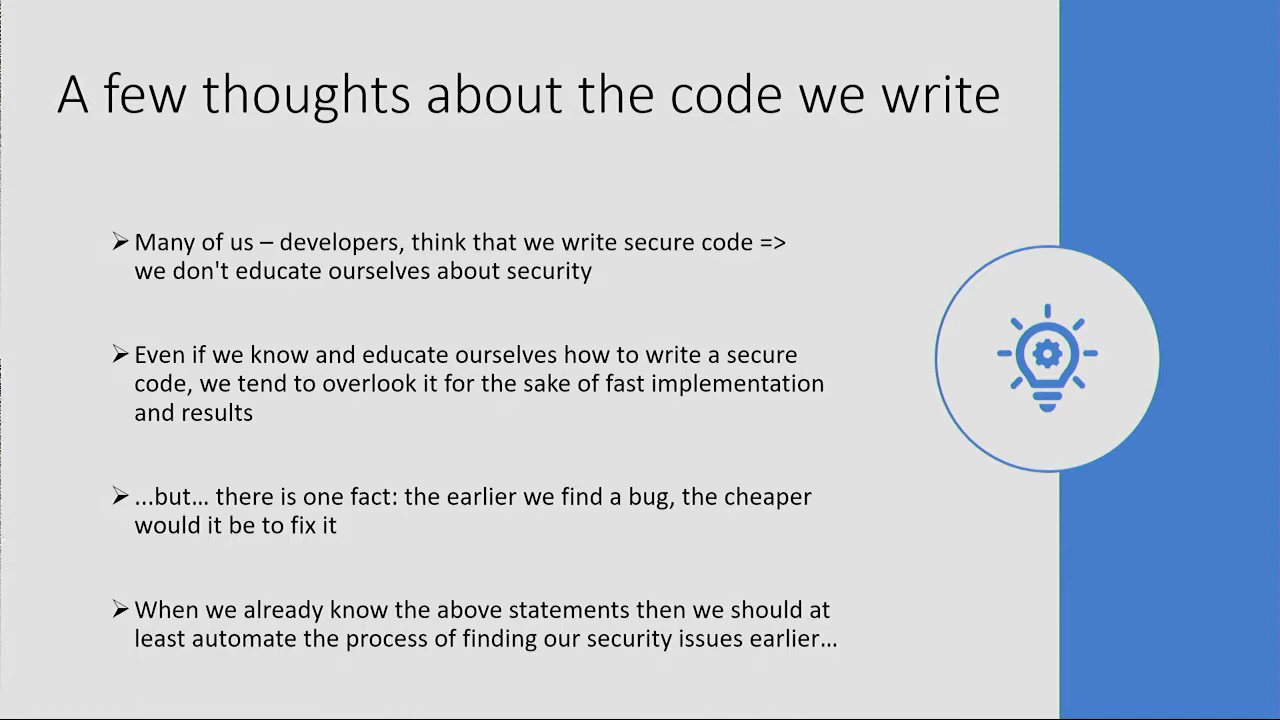 A few thoughts about the code we write
➢ Many of us – developers, think that we write secure code =>
we don't educate ourselves about security
➢ Even if we know and educate ourselves how to write a secure
code, we tend to overlook it for the sake of fast implementation
and results
➢ ...but… there is one fact: the earlier we find a bug, the cheaper
would it be to fix it
➢ When we already know the above statements then we should at
least automate the process of finding our security issues earlier…